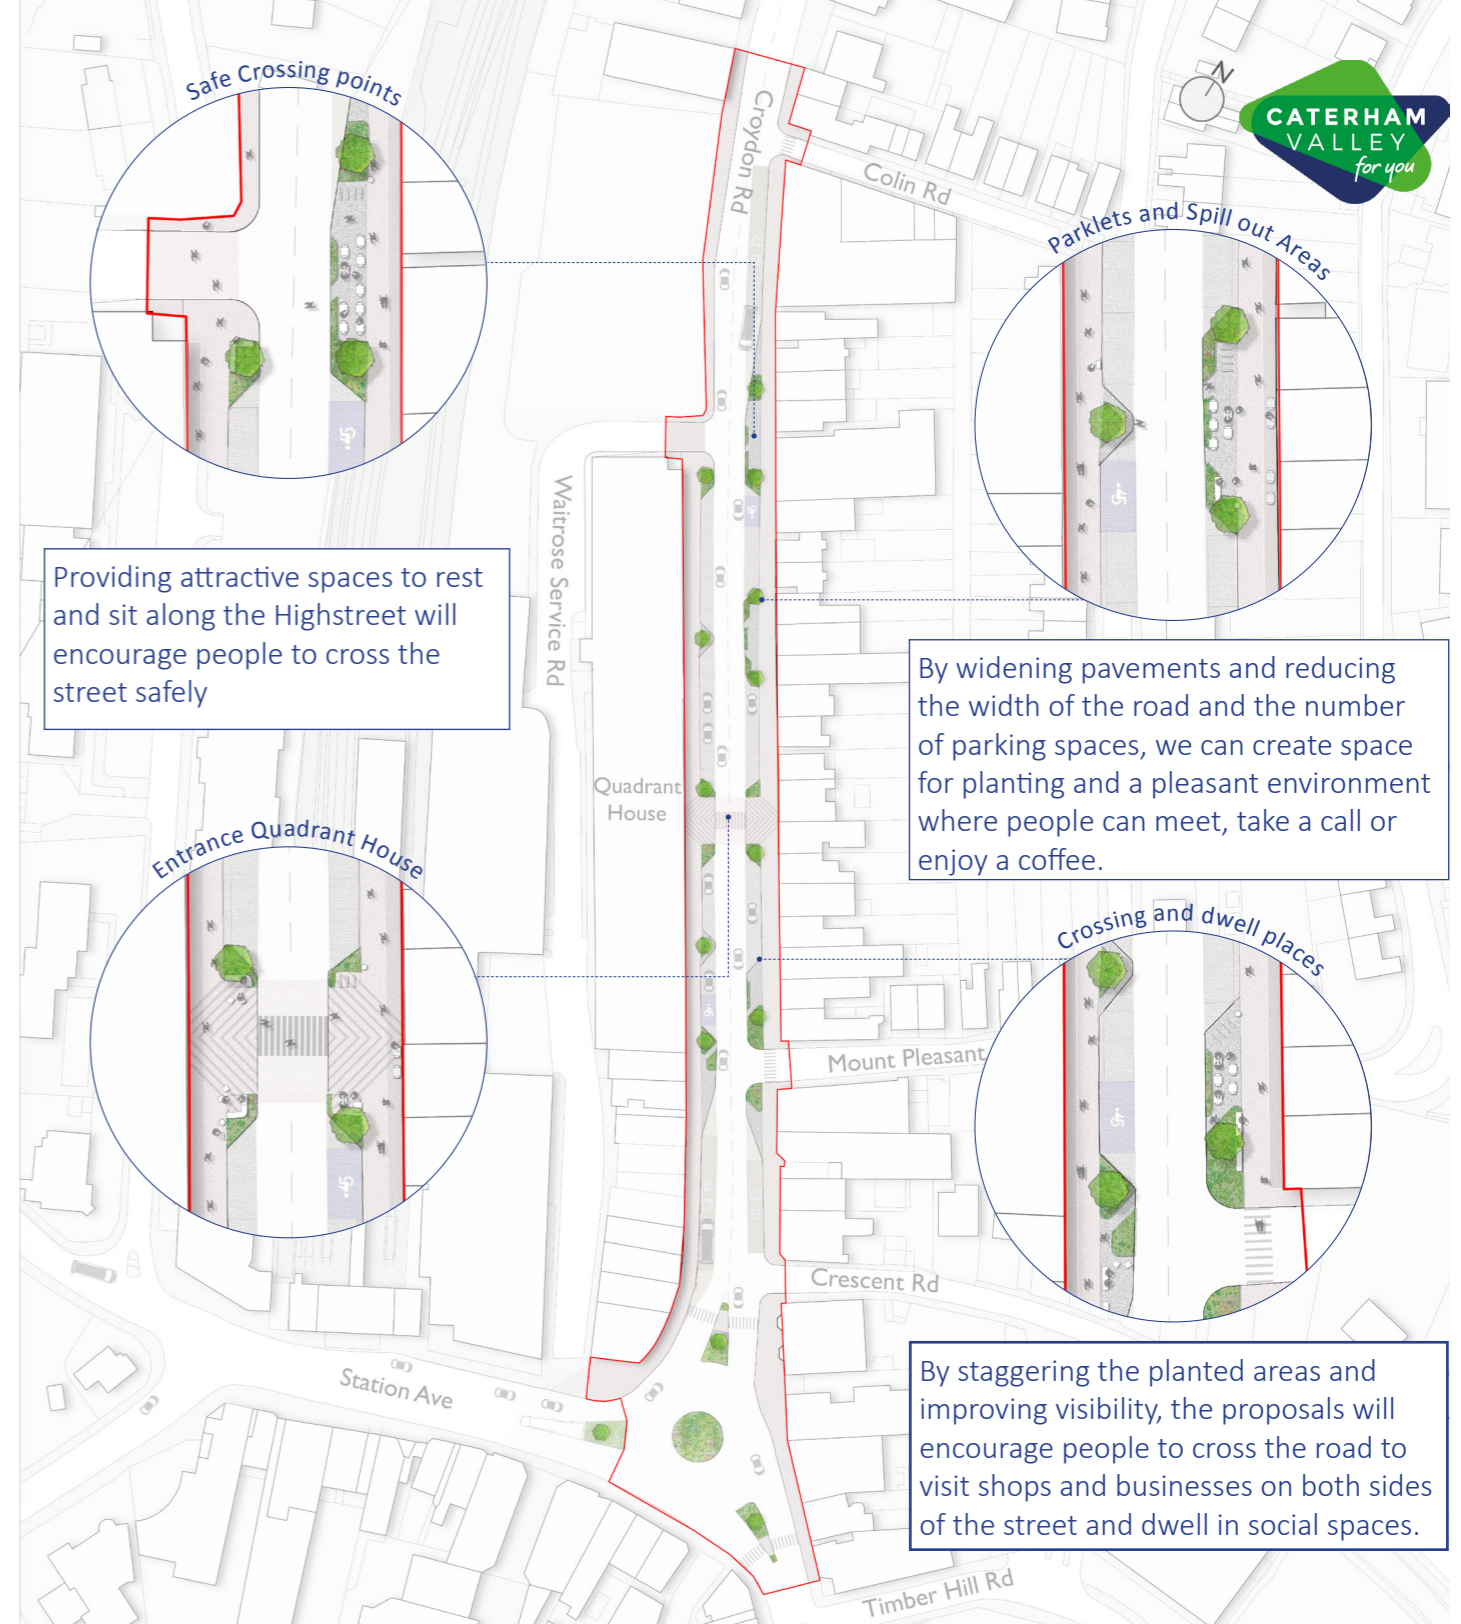 Safe Crossing points
N
CATERHAM
VALLEY
for you
Croydon Rd
Colin Rd
Parklets and Spill out Areas
Waitrose Service Rd
Providing attractive spaces to rest
and sit along the Highstreet will
encourage people to cross the
street safely
By widening pavements and reducing
the width of the road and the number
of parking spaces, we can create space
for planting and a pleasant environment
where people can meet, take a call or
enjoy a coffee.
Quadrant
House
Entrance Quadrant House
Crossing and dwell places
Mount Pleasant
Crescent Rd
Station Ave
By staggering the planted areas and
improving visibility, the proposals will
encourage people to cross the road to
visit shops and businesses on both sides
of the street and dwell in social spaces.
Timber Hill Rd